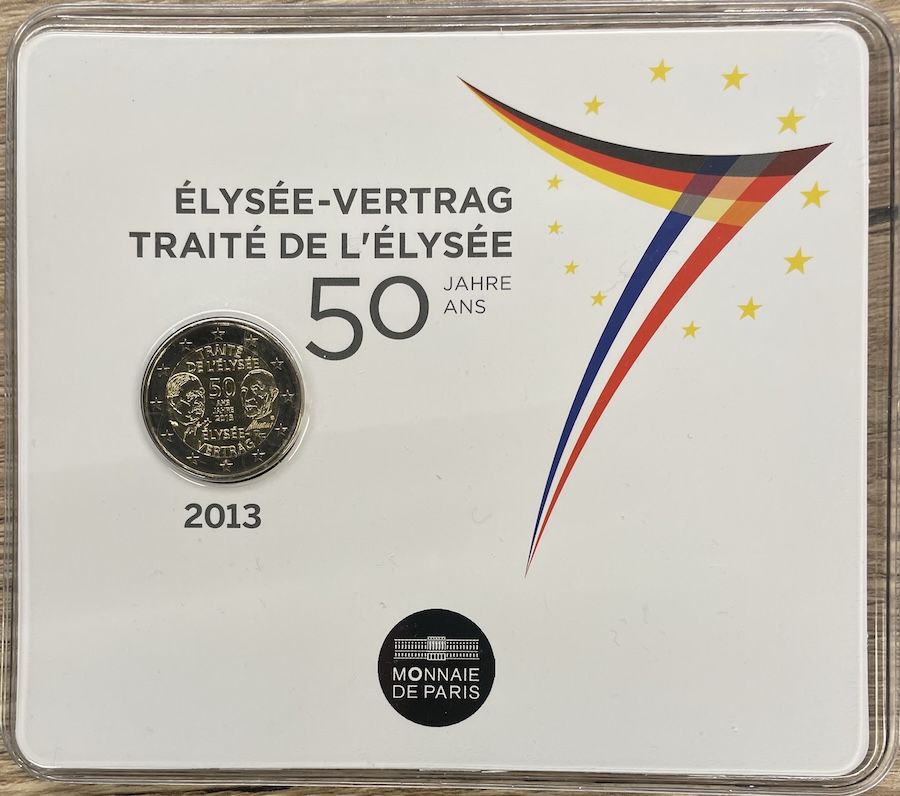 ÉLYSÉE-VERTRAG
TRAITÉ DE L'ÉLYSÉE
50 JAHRE
ANS
TRAITÉ
DE L'ÉLYSÉE
50
ANS
JAHRE
2013
ÉLYSÉE-
VERTRAG
2013
MONNAIE
DE PARIS